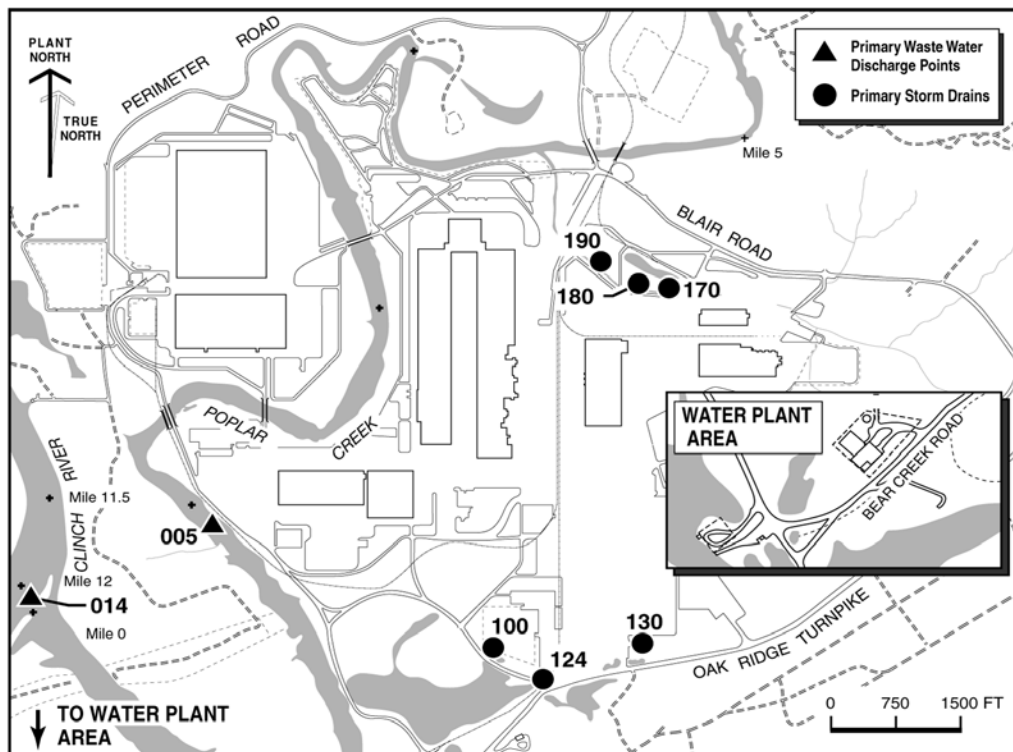 PLANT
NORTH
TRUE
NORTH
PERIMETER ROAD
Primary Waste Water
Discharge Points
Primary Storm Drains
Mile 5
BLAIR ROAD
190
180
170
POPLAR CREEK
WATER PLANT
AREA
BEAR CREEK ROAD
CLINCH RIVER
Mile 11.5
005
Mile 12
014
Mile 0
100
124
130
OAK RIDGE TURNPIKE
TO WATER PLANT
AREA
0 750 1500 FT